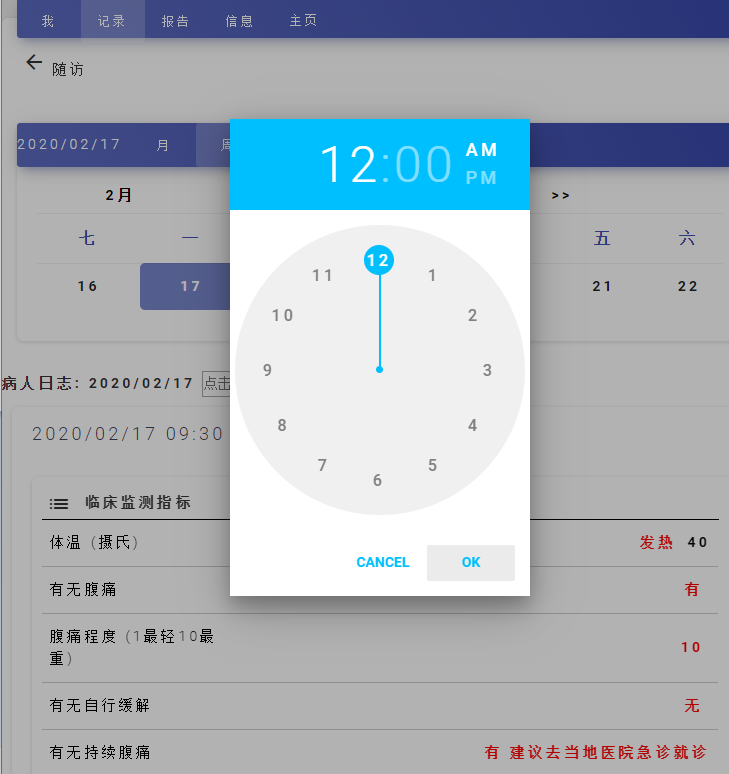 我 记录 报告 信息 主页
随访
2020/02/17 月 周
2月 >>
七 一 五 六
16 17 21 22
病人日志: 2020/02/17 点击
2020/02/17 09:30
临床监测指标
体温 (摄氏) 发热 40
有无腹痛 有
腹痛程度 (1最轻10最
重) 10
有无自行缓解 无
有无持续腹痛 有 建议去当地医院急诊就诊
12:00 AM
PM
12
11 1
10 2
9 3
8 4
7 5
6
CANCEL OK